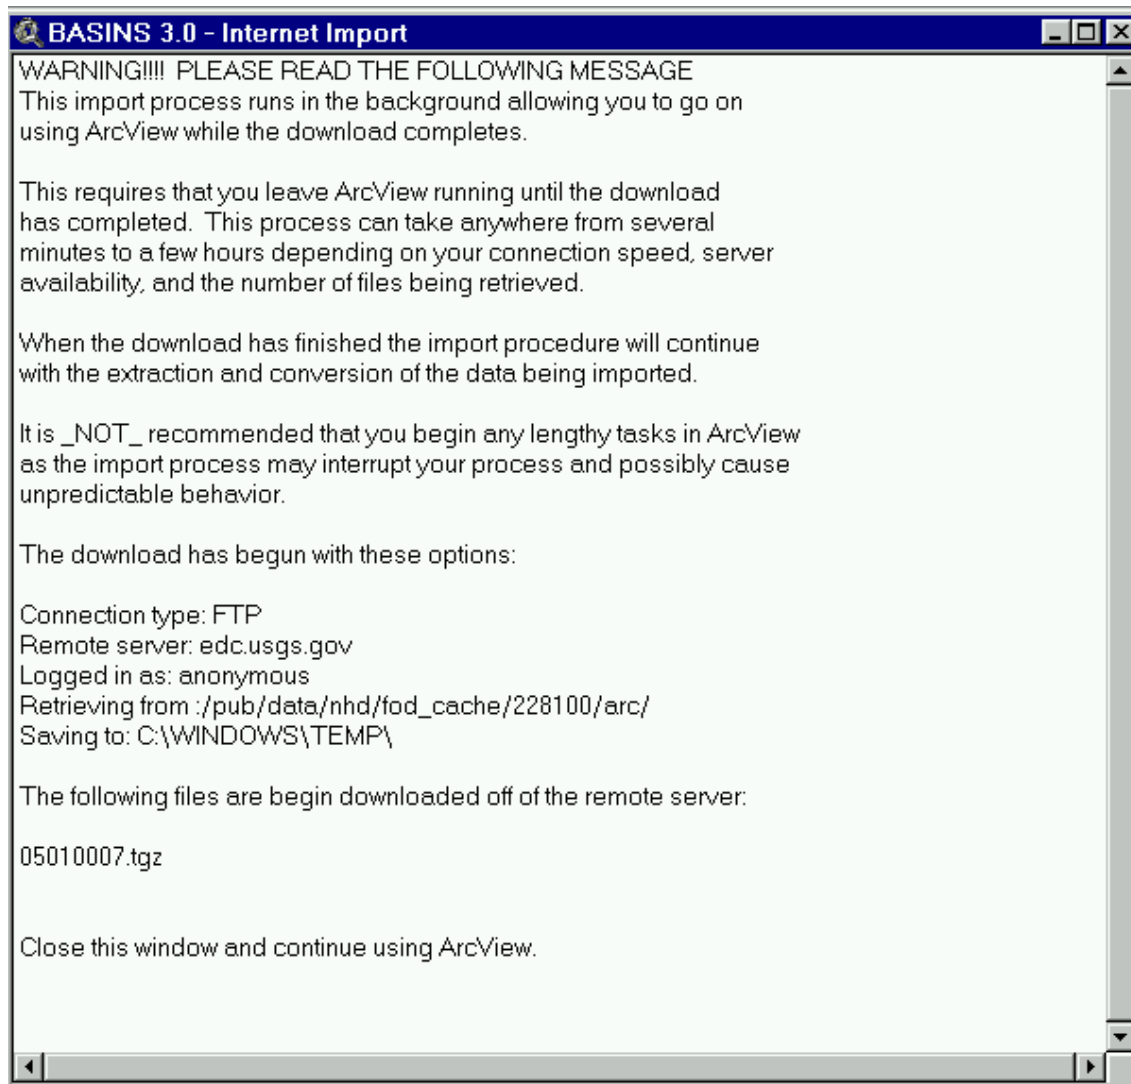 BASINS 3.0 - Internet Import
WARNING!!!!  PLEASE READ THE FOLLOWING MESSAGE
This import process runs in the background allowing you to go on
using ArcView while the download completes.
This requires that you leave ArcView running until the download
has completed.  This process can take anywhere from several
minutes to a few hours depending on your connection speed, server
availability, and the number of files being retrieved.
When the download has finished the import procedure will continue
with the extraction and conversion of the data being imported.
It is _NOT_ recommended that you begin any lengthy tasks in ArcView
as the import process may interrupt your process and possibly cause
unpredictable behavior.
The download has begun with these options:
Connection type: FTP
Remote server: edc.usgs.gov
Logged in as: anonymous
Retrieving from :/pub/data/nhd/fod_cache/228100/arc/
Saving to: C:\WINDOWS\TEMP\
The following files are begin downloaded off of the remote server:
05010007.tgz
Close this window and continue using ArcView.